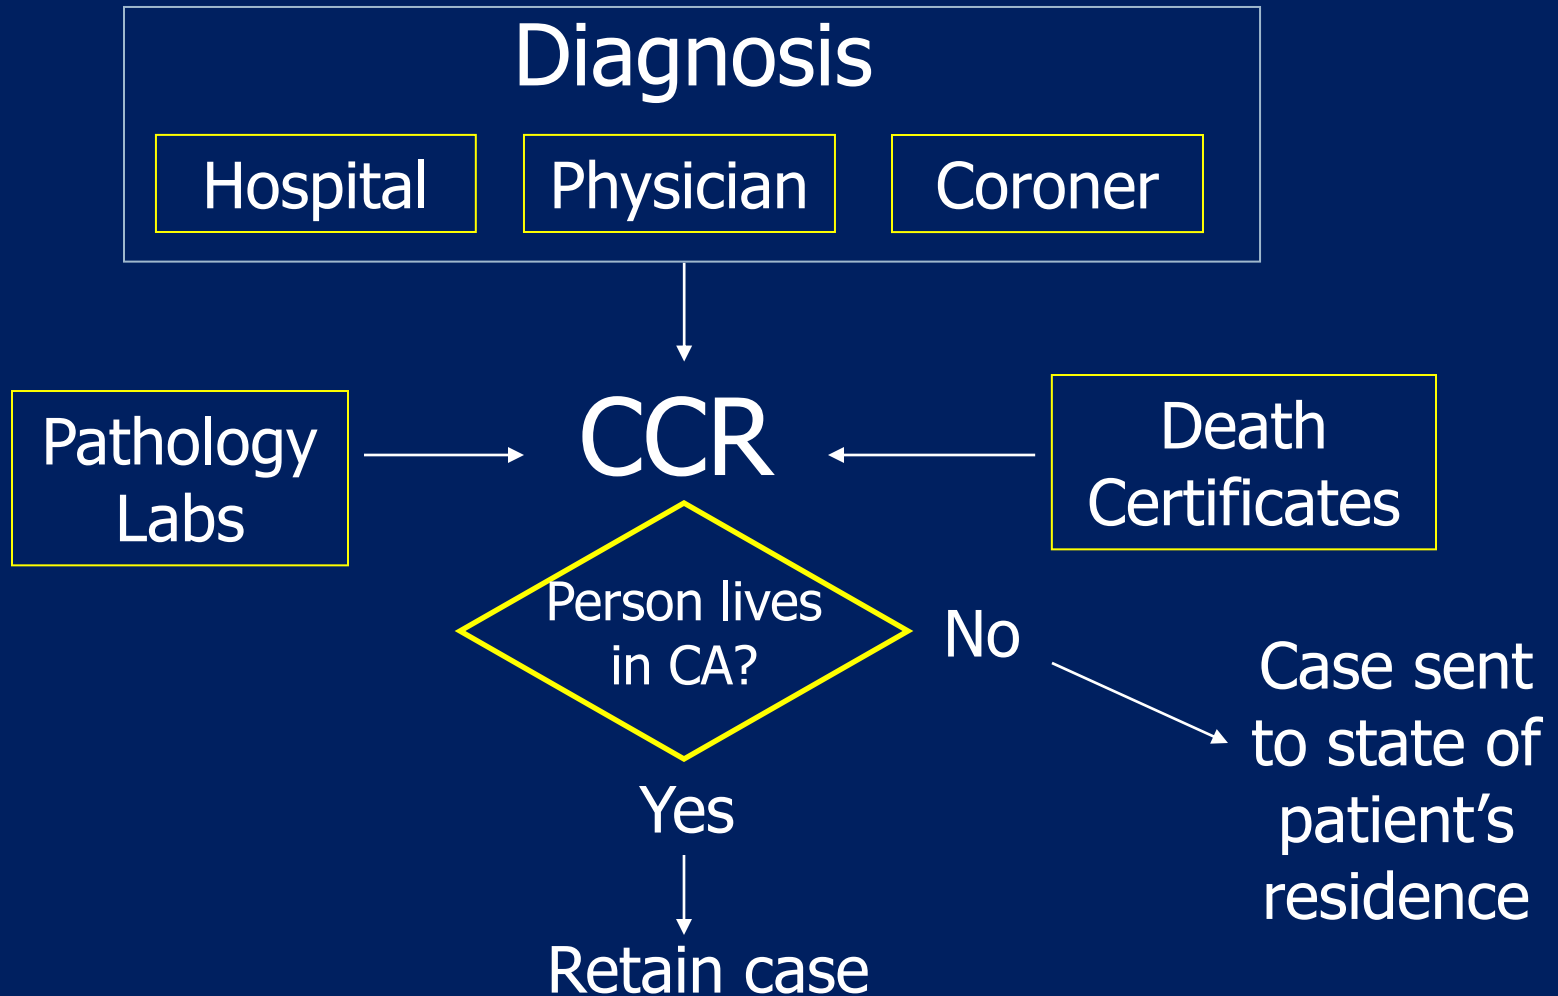 Diagnosis
Hospital
Physician
Coroner
Pathology
Labs
CCR
Death
Certificates
Person lives
in CA?
No
Case sent
to state of
patient’s
residence
Yes
Retain case